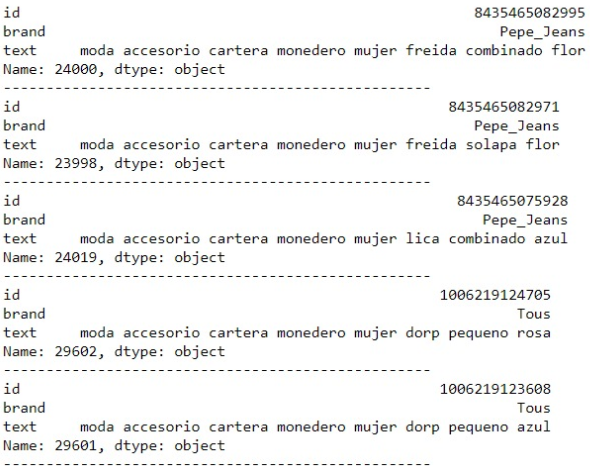 id 8435465082995
brand Pepe_Jeans
text moda accesorio cartera monedero mujer freida combinado flor
Name: 24000, dtype: object
--------------------------------------------------
id 8435465082971
brand Pepe_Jeans
text moda accesorio cartera monedero mujer freida solapa flor
Name: 23998, dtype: object
--------------------------------------------------
id 8435465075928
brand Pepe_Jeans
text moda accesorio cartera monedero mujer lica combinado azul
Name: 24019, dtype: object
--------------------------------------------------
id 1006219124705
brand Tous
text moda accesorio cartera monedero mujer dorp pequeno rosa
Name: 29602, dtype: object
--------------------------------------------------
id 1006219123608
brand Tous
text moda accesorio cartera monedero mujer dorp pequeno azul
Name: 29601, dtype: object
--------------------------------------------------